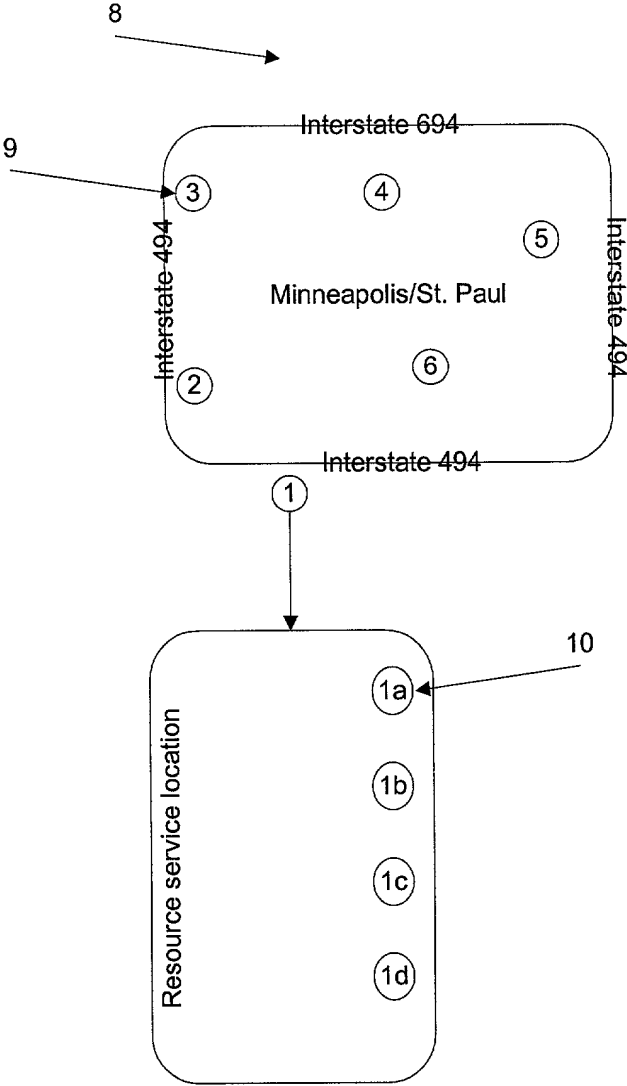 8
Interstate 694
9
3
4
5
Interstate 494
Minneapolis/St. Paul
Interstate 494
2
6
Interstate 494
1
10
1a
Resource service location
1b
1c
1d